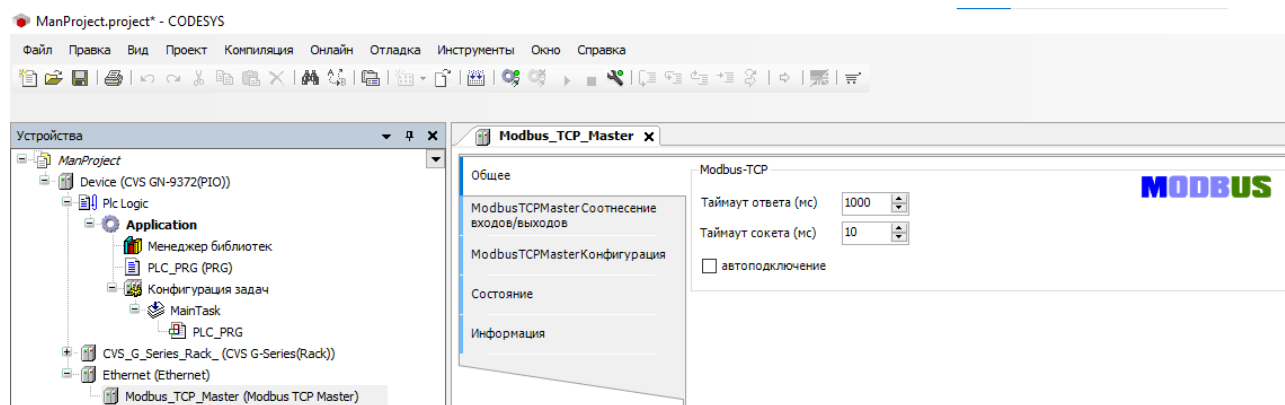 ManProject.project* - CODESYS
Файл Правка Вид Проект Компиляция Онлайн Отладка Инструменты Окно Справка
Устройства
ManProject
Device (CVS GN-9372(PIO))
Plc Logic
Application
Менеджер библиотек
PLC_PRG (PRG)
Конфигурация задач
MainTask
PLC_PRG
CVS_G_Series_Rack_ (CVS G-Series(Rack))
Ethernet (Ethernet)
Modbus_TCP_Master (Modbus TCP Master)
Modbus_TCP_Master
Общее
ModbusTCPMaster Соотнесение
входов/выходов
ModbusTCPMasterКонфигурация
Состояние
Информация
Modbus-TCP
Таймаут ответа (мс) 1000
Таймаут сокета (мс) 10
автоподключение
MODBUS